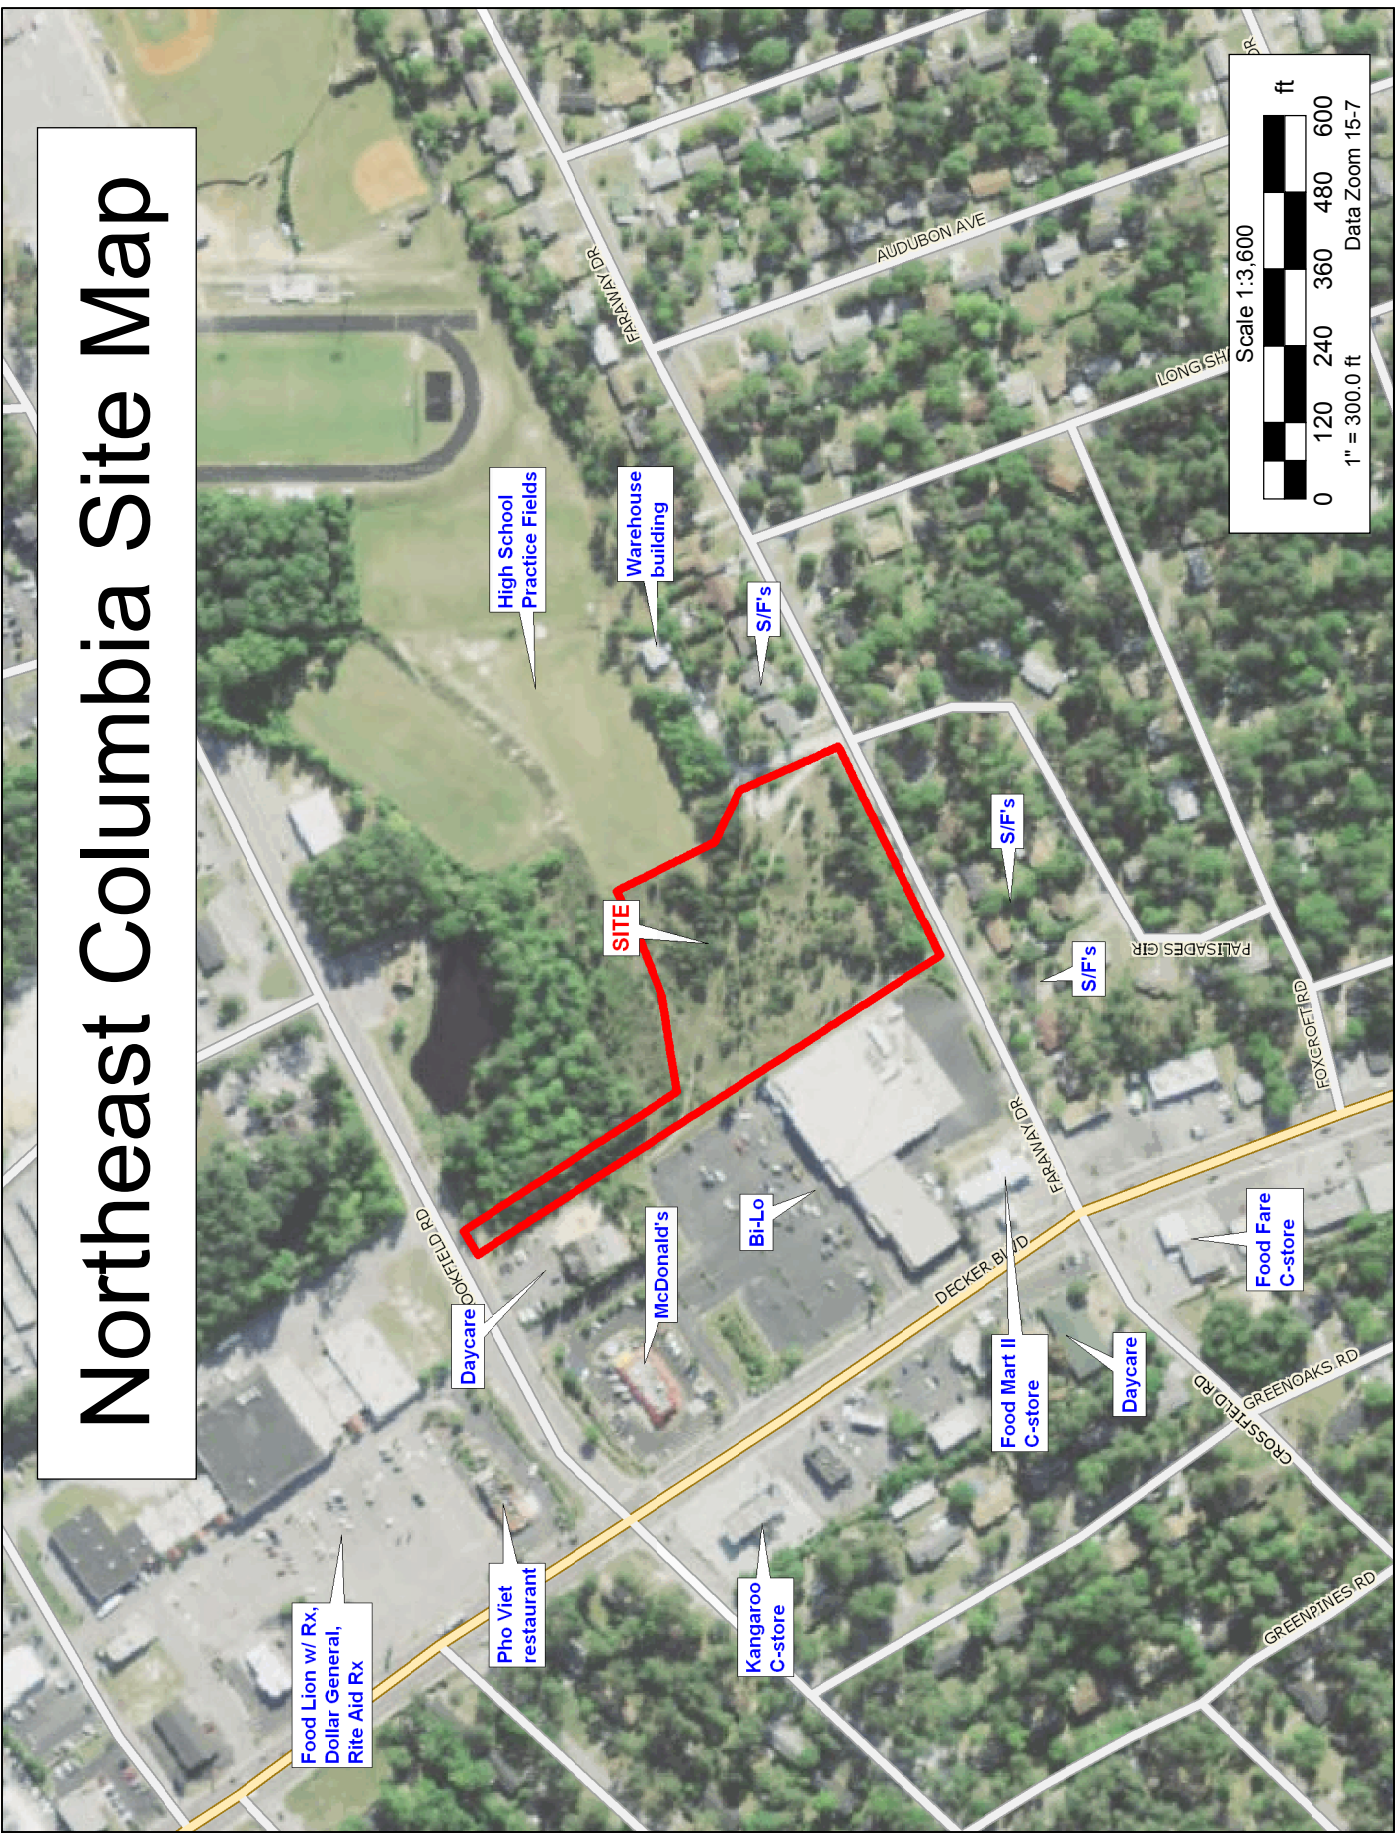 Northeast Columbia Site Map
Food Lion w/ Rx,
Dollar General,
Rite Aid Rx
Pho Viet
restaurant
Daycare
OOKFIELD RD
McDonald's
Kangaroo
C-store
Bi-Lo
SITE
High School
Practice Fields
Warehouse
building
S/F's
FARAWAY DR
AUDUBON AVE
LONG SH
DR
DECKER BLVD
Food Mart II
C-store
Daycare
FARAWAY DR
S/F's
S/F's
PALISADES CIR
FOXCROFT RD
Food Fare
C-store
CROSSFIELD RD
GREENOAKS RD
GREENPINES RD
Scale 1:3,600
ft
0 120 240 360 480 600
1" = 300.0 ft Data Zoom 15-7